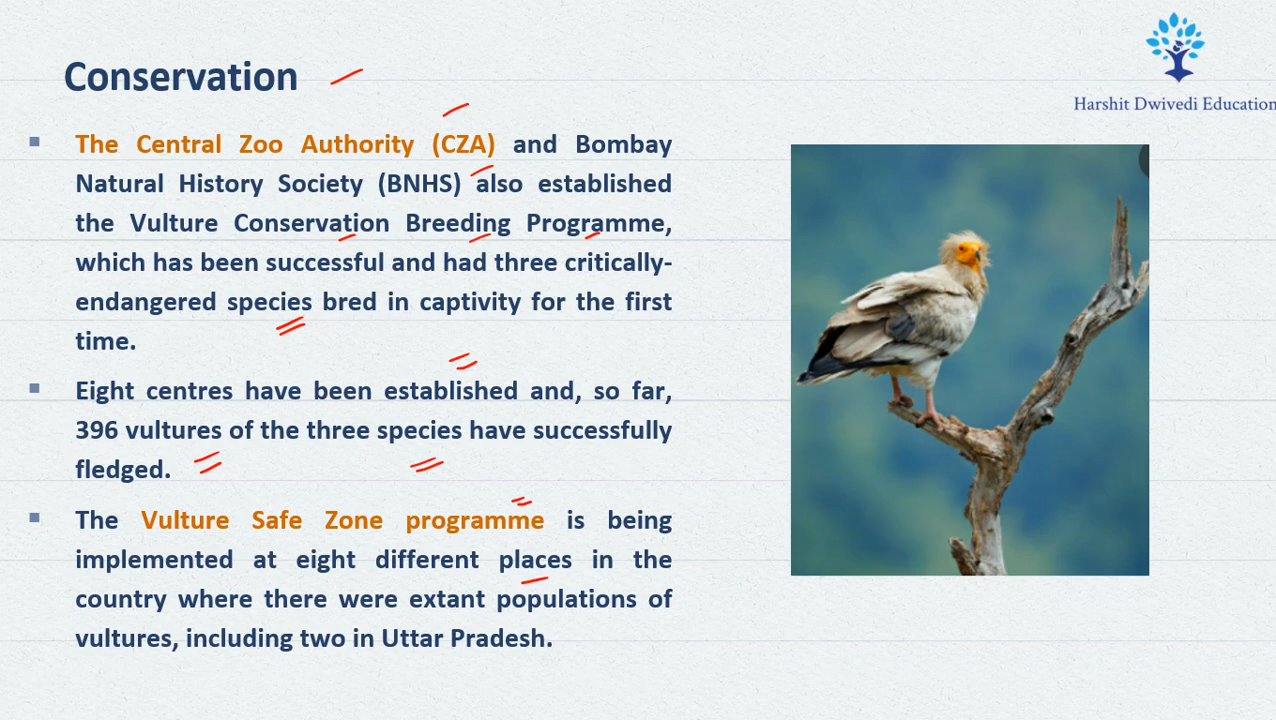 Harshit Dwivedi Education
Conservation
The Central Zoo Authority (CZA) and Bombay
Natural History Society (BNHS) also established
the Vulture Conservation Breeding Programme,
which has been successful and had three critically-
endangered species bred in captivity for the first
time.
Eight centres have been established and, so far,
396 vultures of the three species have successfully
fledged.
The Vulture Safe Zone programme is being
implemented at eight different places in the
country where there were extant populations of
vultures, including two in Uttar Pradesh.